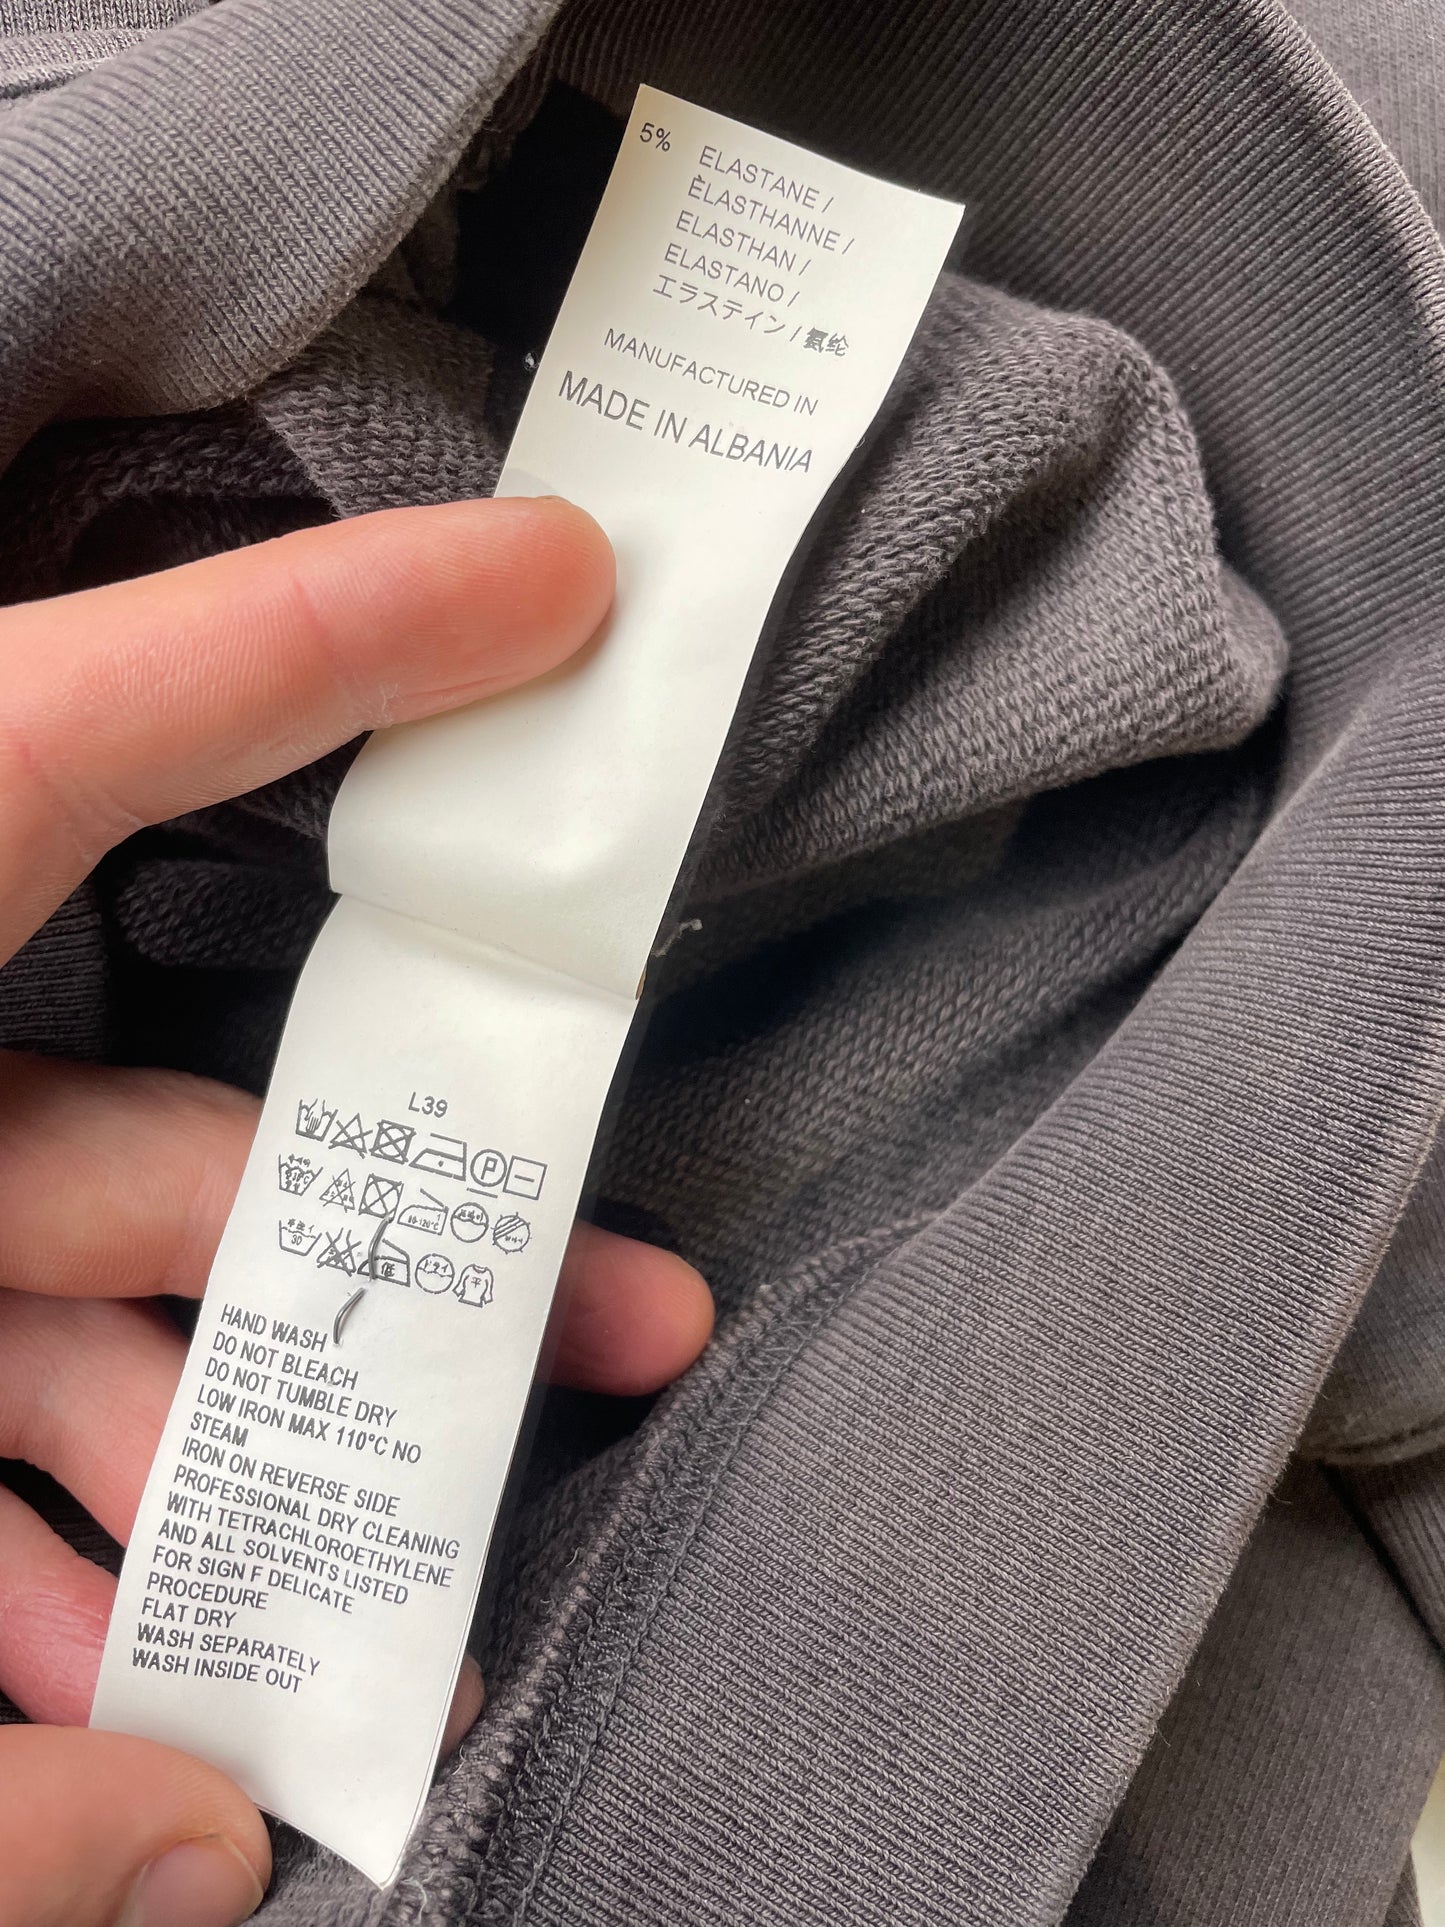 5% ELASTANE /
ÈLASTHANNE /
ELASTHAN /
ELASTANO /
エラスティン / 氨纶
MANUFACTURED IN
MADE IN ALBANIA
L39
P
30
低
平
HAND WASH
DO NOT BLEACH
DO NOT TUMBLE DRY
LOW IRON MAX 110°C NO
STEAM
IRON ON REVERSE SIDE
PROFESSIONAL DRY CLEANING
WITH TETRACHLOROETHYLENE
AND ALL SOLVENTS LISTED
FOR SIGN F DELICATE
PROCEDURE
FLAT DRY
WASH SEPARATELY
WASH INSIDE OUT